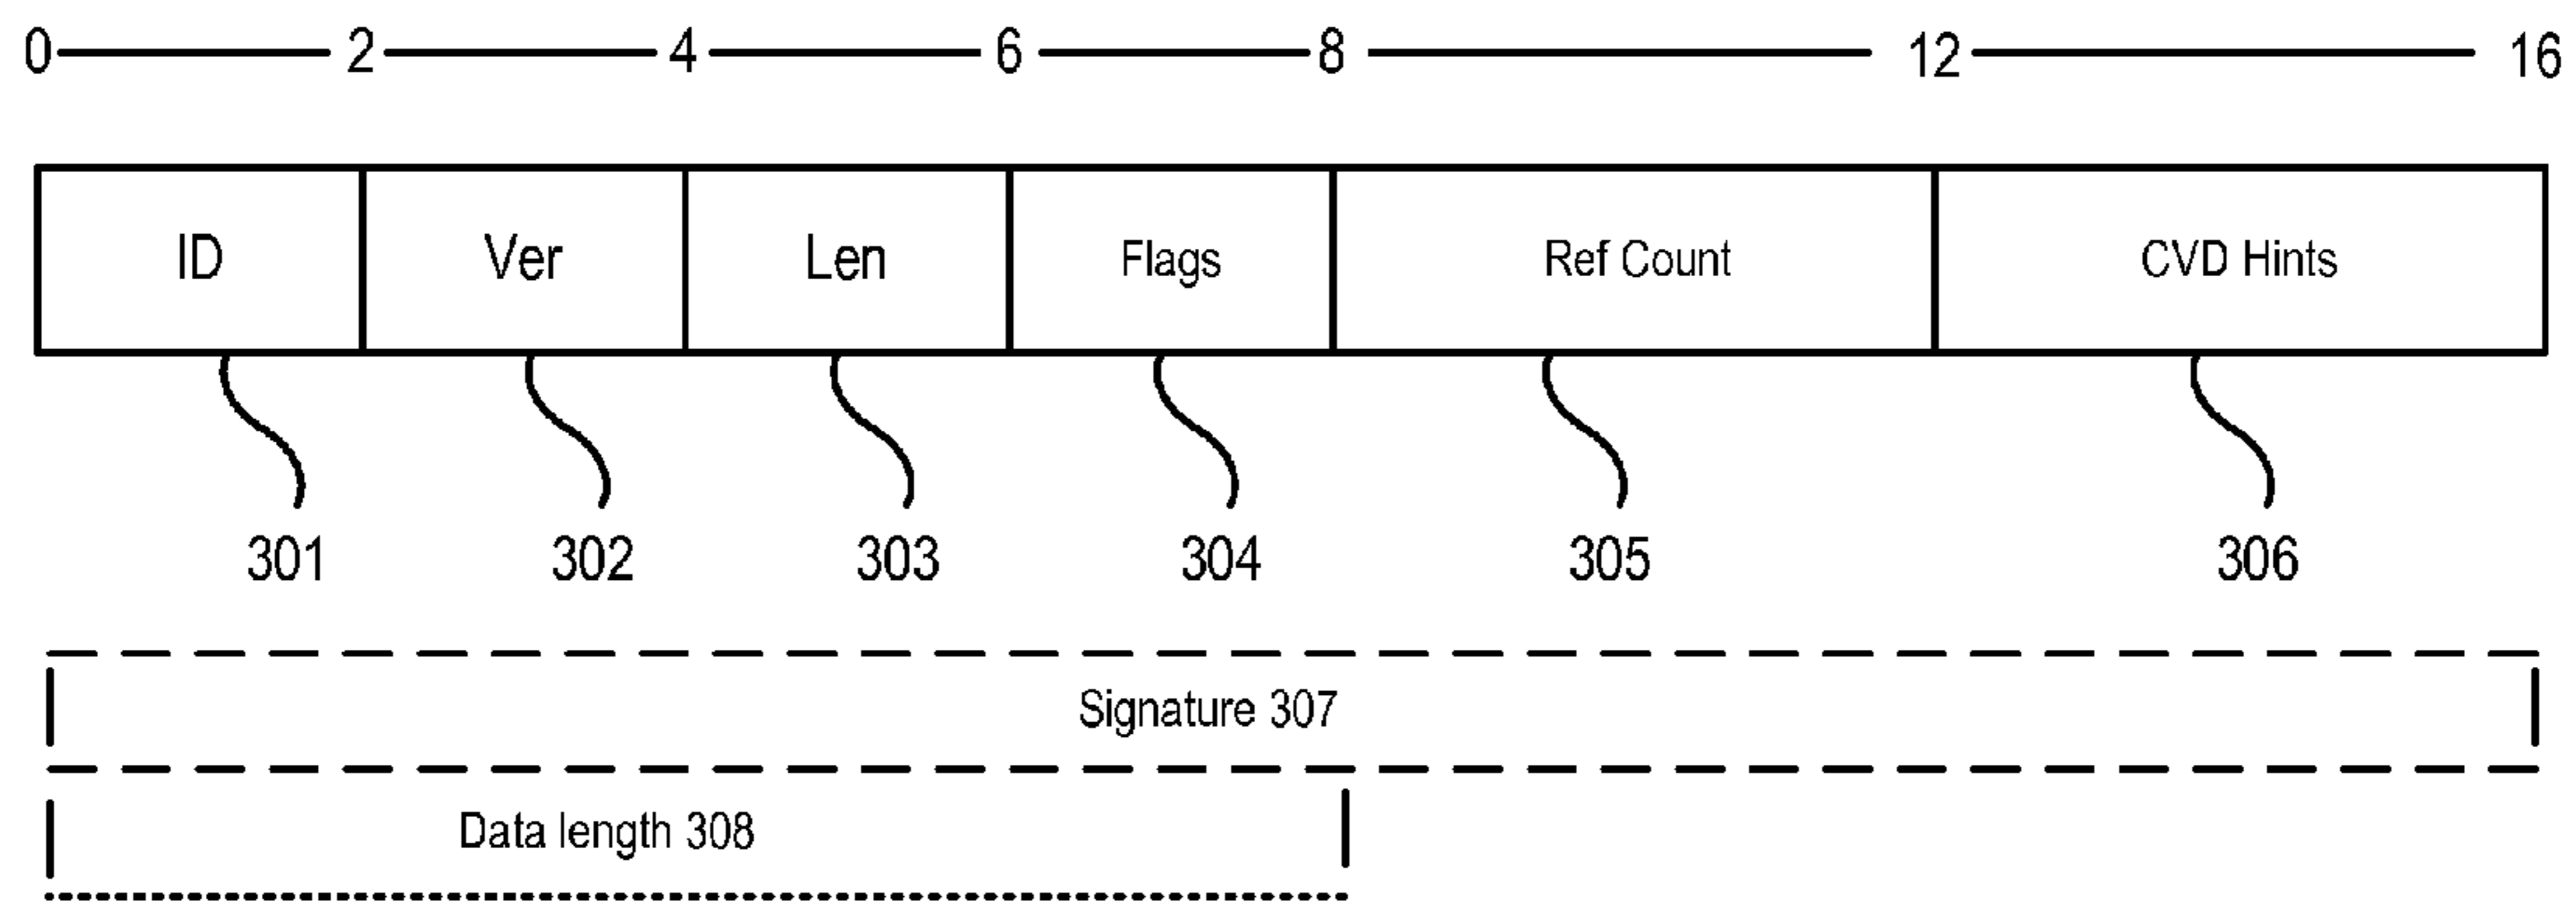 0 2 4 6 8 12 16
ID Ver Len Flags Ref Count CVD Hints
301 302 303 304 305 306
Signature 307
Data length 308